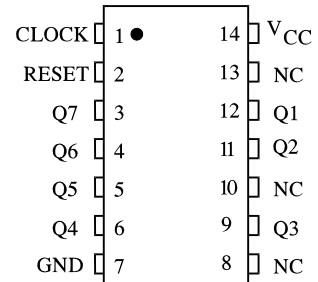 CLOCK 1 14 VCC
RESET 2 13 NC
Q7 3 12 Q1
Q6 4 11 Q2
Q5 5 10 NC
Q4 6 9 Q3
GND 7 8 NC